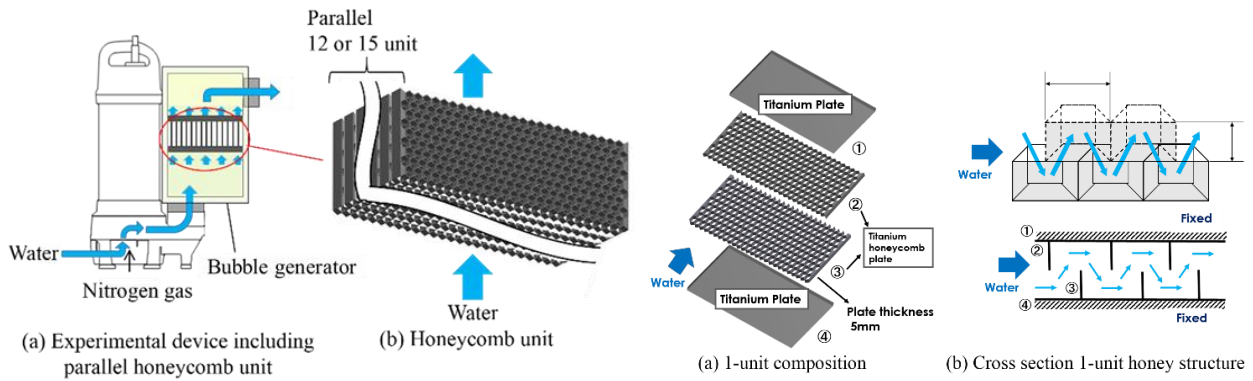 Parallel
12 or 15 unit
Water
Nitrogen gas
Bubble generator
Water
(a) Experimental device including
parallel honeycomb unit
(b) Honeycomb unit
Titanium Plate
①
②
Titanium
honeycomb
plate
③
Water
Titanium Plate
Plate thickness
5mm
④
(a) 1-unit composition
Water
Fixed
①
②
Water
③
④
Fixed
(b) Cross section 1-unit honey structure